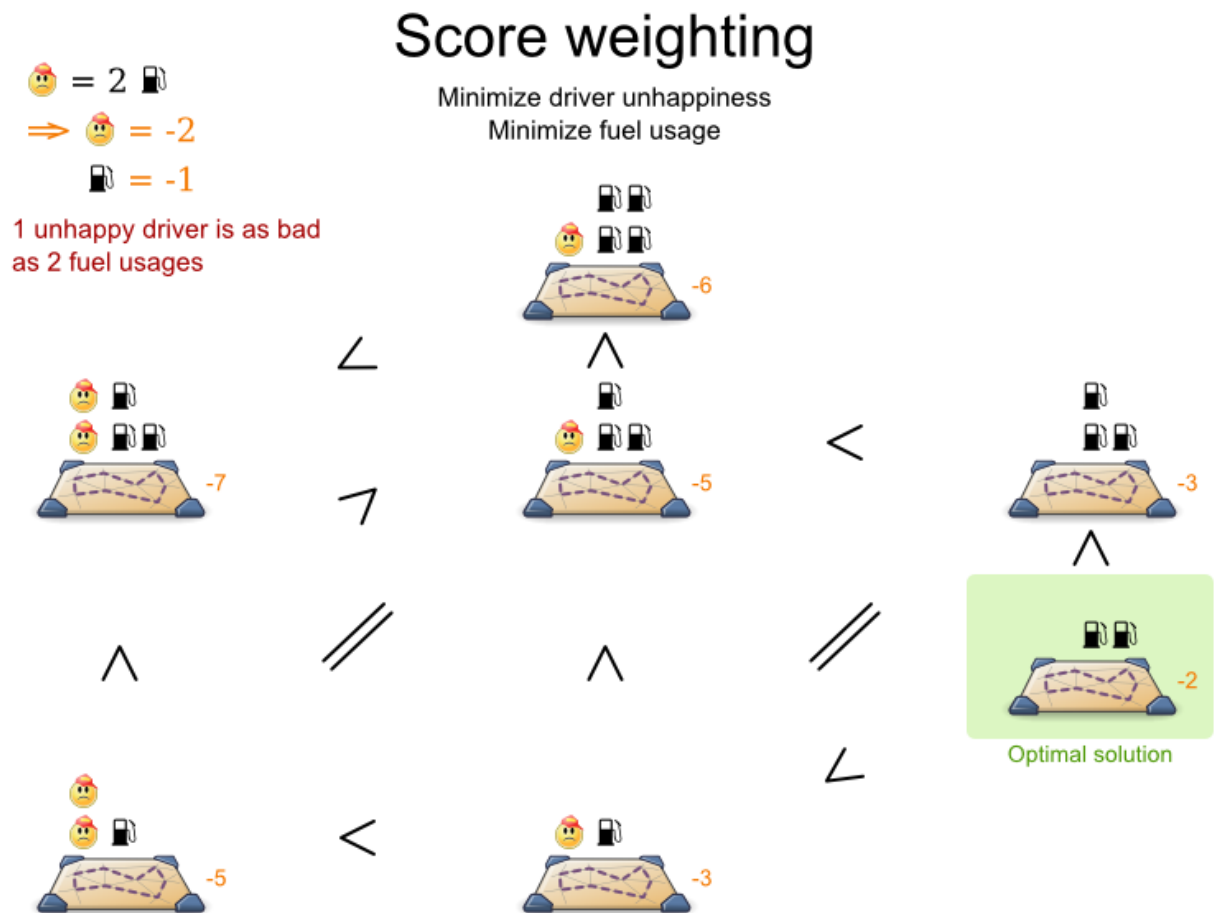 Score weighting
Minimize driver unhappiness
Minimize fuel usage
= 2
⇒ = -2
= -1
1 unhappy driver is as bad
as 2 fuel usages
-6
-7
-5
-3
-2
Optimal solution
-5
-3